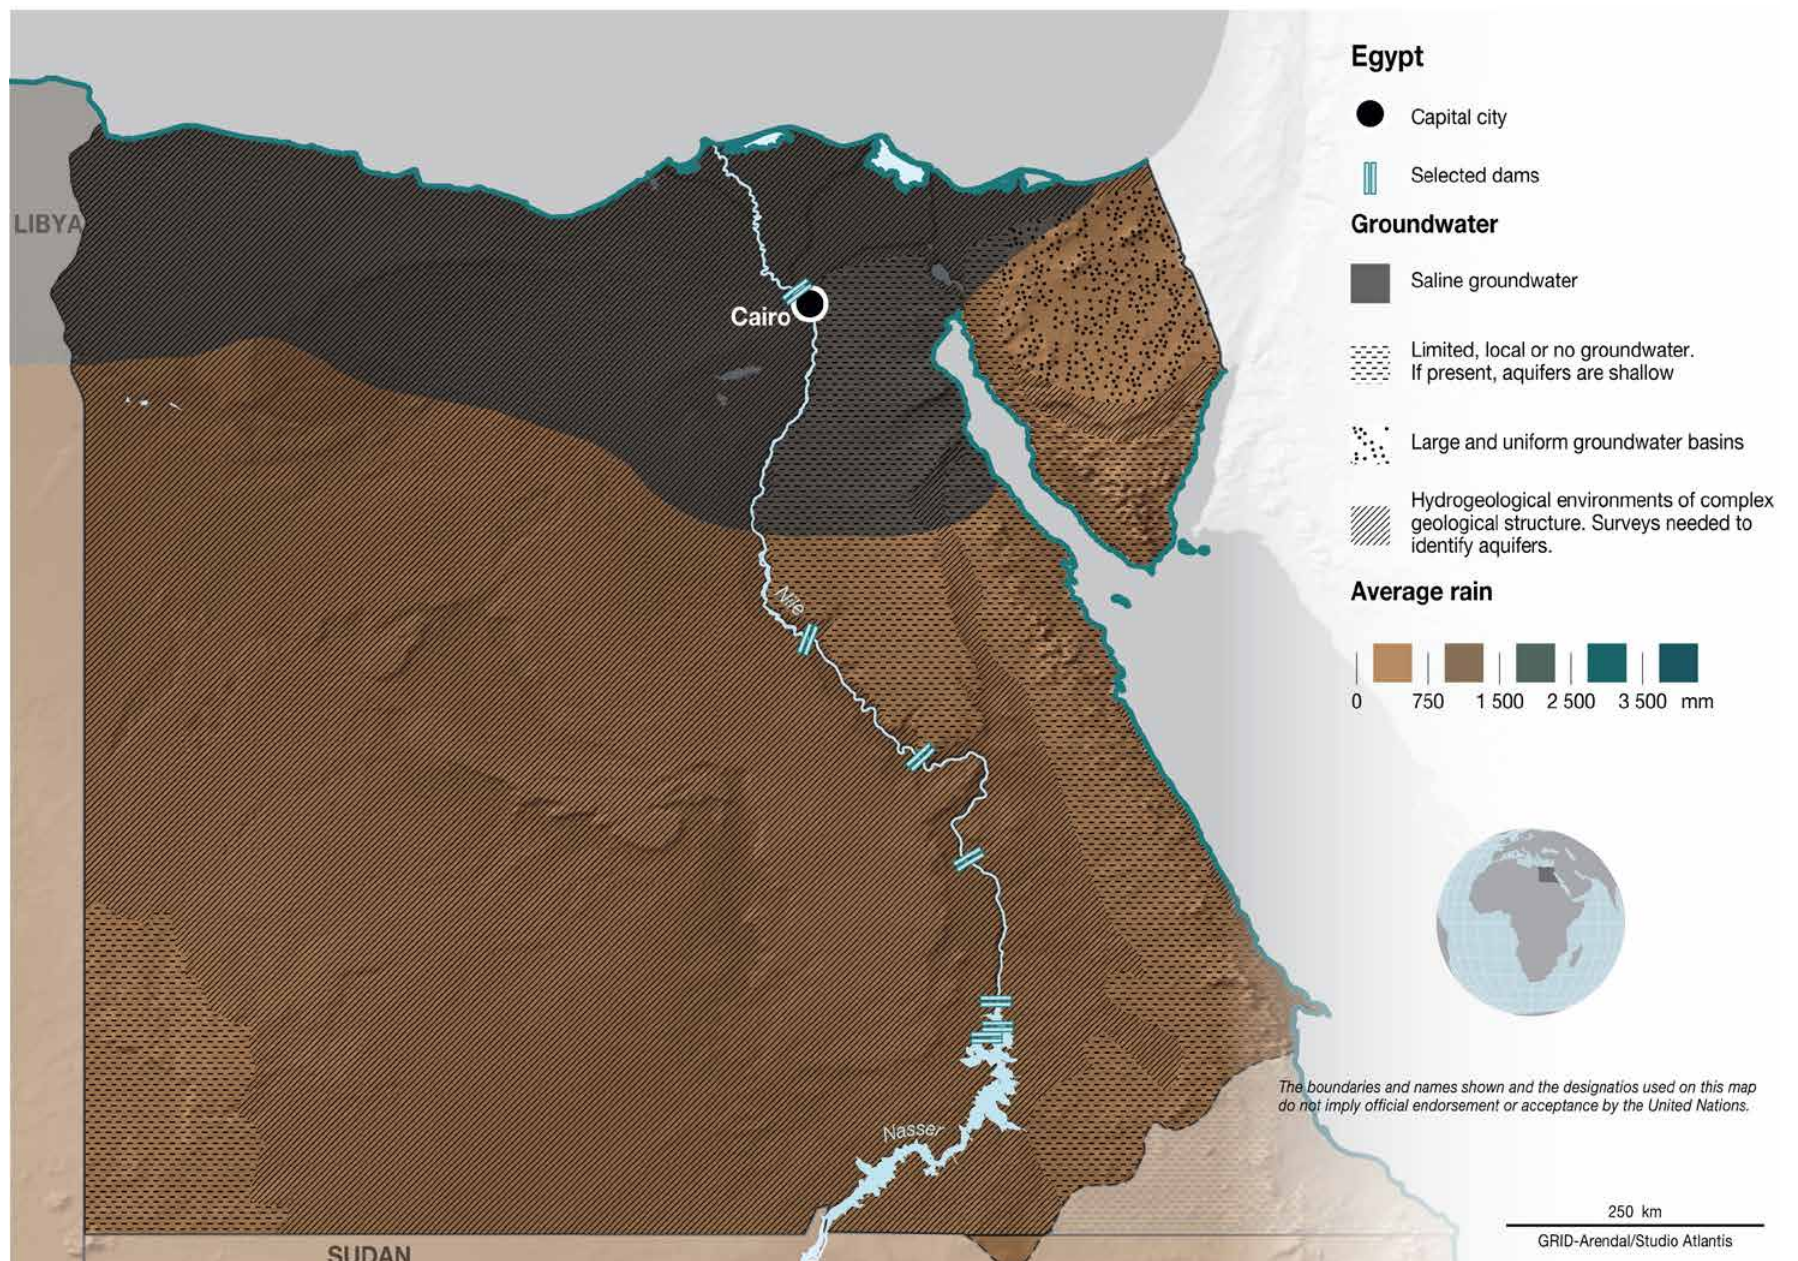 Egypt
Capital city
Selected dams
Groundwater
Saline groundwater
Limited, local or no groundwater.
If present, aquifers are shallow
Large and uniform groundwater basins
Hydrogeological environments of complex
geological structure. Surveys needed to
identify aquifers.
Average rain
0 750 1 500 2 500 3 500 mm
LIBYA
Cairo
Nile
Nasser
SUDAN
The boundaries and names shown and the designatios used on this map
do not imply official endorsement or acceptance by the United Nations.
250 km
GRID-Arendal/Studio Atlantis